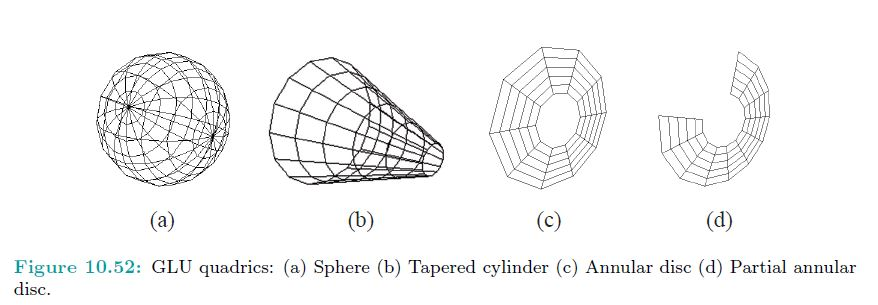 (a) (b) (c) (d)
Figure 10.52: GLU quadrics: (a) Sphere (b) Tapered cylinder (c) Annular disc (d) Partial annular
disc.